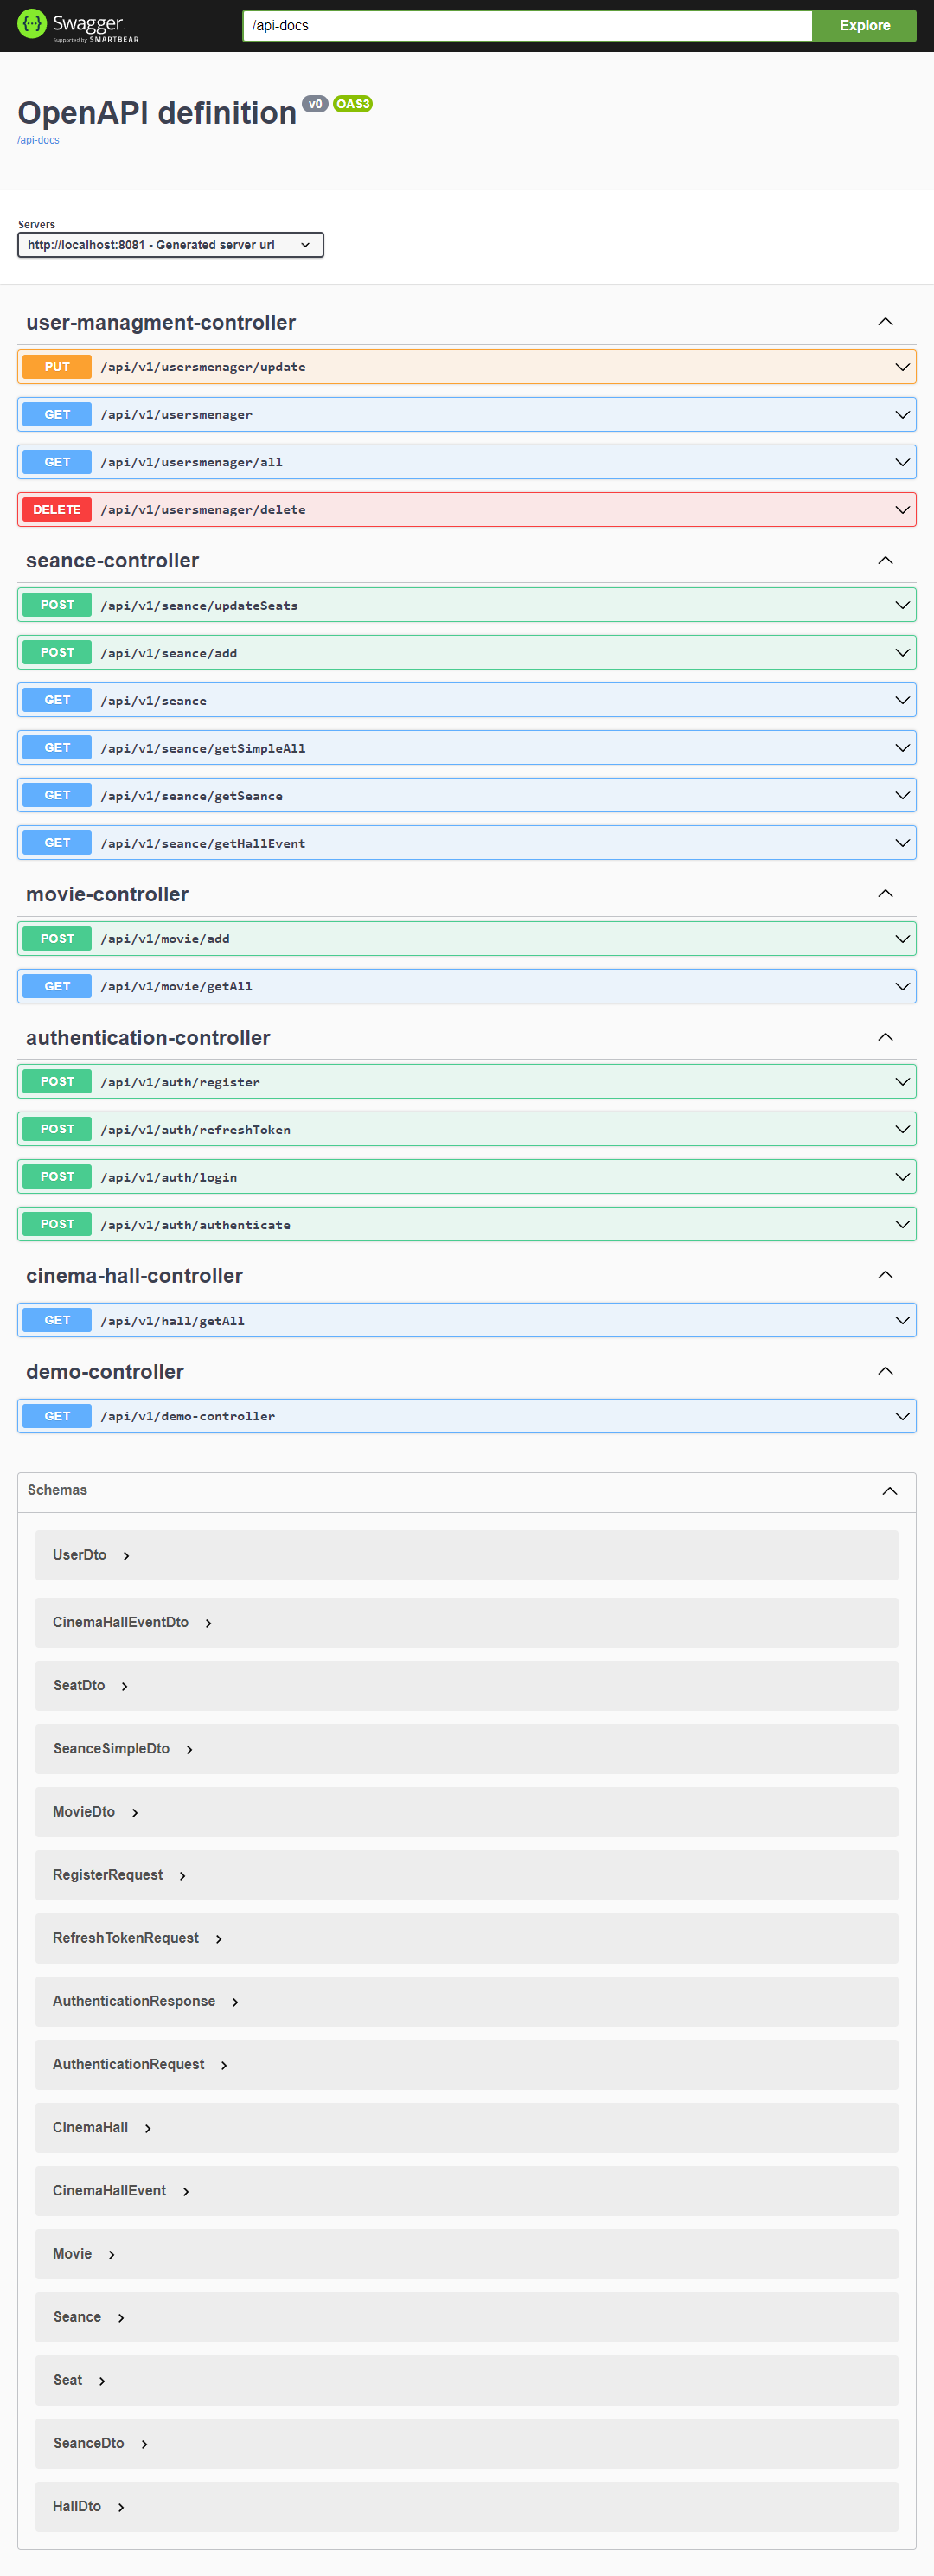 Swagger
Supported by SMARTBEAR
/api-docs
Explore
OpenAPI definition v0 OAS3
/api-docs
Servers
http://localhost:8081 - Generated server url
user-managment-controller
PUT /api/v1/usersmenager/update
GET /api/v1/usersmenager
GET /api/v1/usersmenager/all
DELETE /api/v1/usersmenager/delete
seance-controller
POST /api/v1/seance/updateSeats
POST /api/v1/seance/add
GET /api/v1/seance
GET /api/v1/seance/getSimpleAll
GET /api/v1/seance/getSeance
GET /api/v1/seance/getHallEvent
movie-controller
POST /api/v1/movie/add
GET /api/v1/movie/getAll
authentication-controller
POST /api/v1/auth/register
POST /api/v1/auth/refreshToken
POST /api/v1/auth/login
POST /api/v1/auth/authenticate
cinema-hall-controller
GET /api/v1/hall/getAll
demo-controller
GET /api/v1/demo-controller
Schemas
UserDto
CinemaHallEventDto
SeatDto
SeanceSimpleDto
MovieDto
RegisterRequest
RefreshTokenRequest
AuthenticationResponse
AuthenticationRequest
CinemaHall
CinemaHallEvent
Movie
Seance
Seat
SeanceDto
HallDto